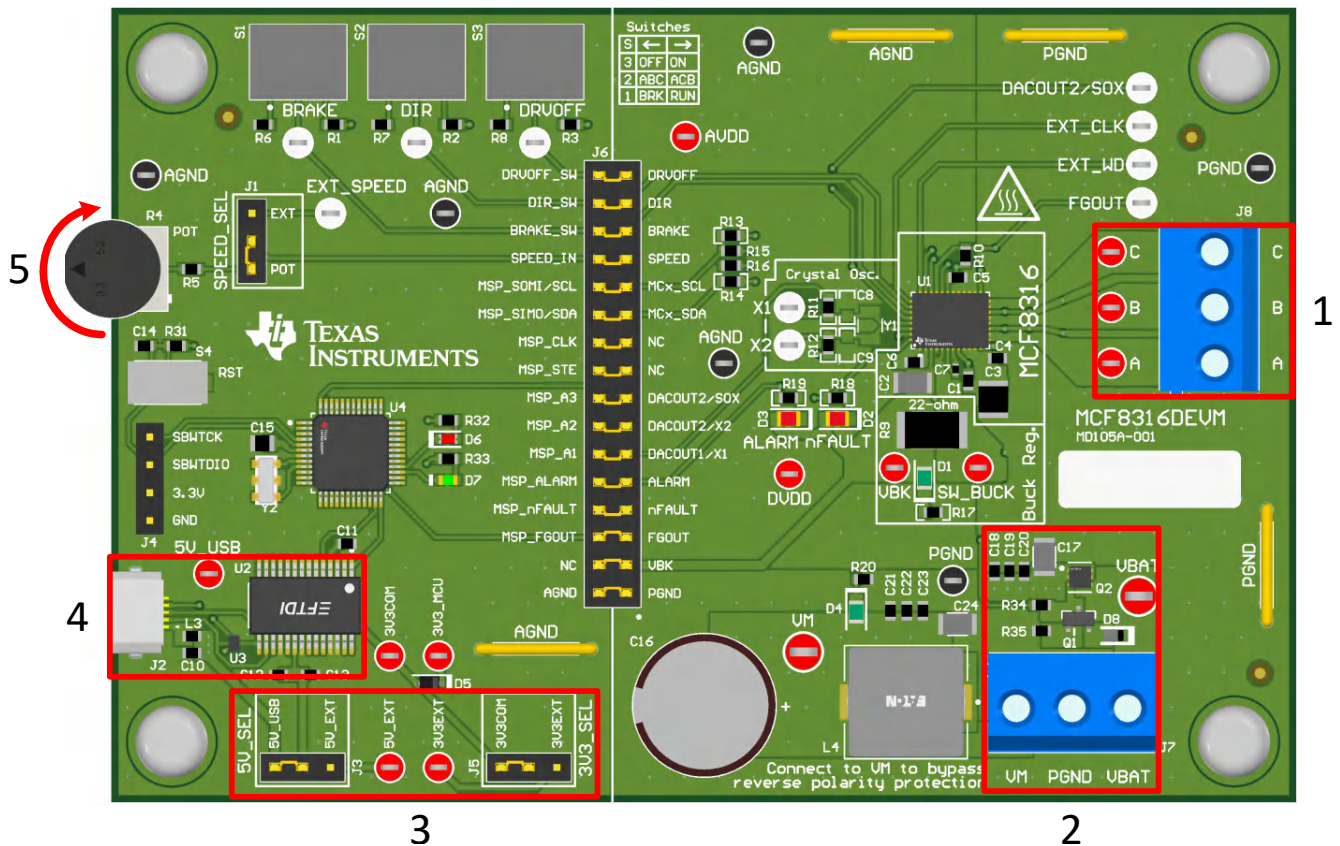 S1
S2
S3
Switches
S ← →
3 OFF ON
2 ABC ACB
1 BRK RUN
AGND
AGND
PGND
BRAKE
DIR
DRVOFF
R6
R1
R7
R2
R8
R3
DACOUT2/SOX
EXT_CLK
EXT_WD
FGOUT
PGND
AVDD
AGND
J1
EXT_SPEED
AGND
SPEED_SEL
EXT
POT
R4
POT
R5
5
J6
DRVOFF_SW DRVOFF
DIR_SW DIR
BRAKE_SW BRAKE
SPEED_IN SPEED
MSP_SOMI/SCL MCx_SCL
MSP_SIMO/SDA MCx_SDA
MSP_CLK NC
MSP_STE NC
MSP_A3 DACOUT2/SOX
MSP_A2 DACOUT2/X2
MSP_A1 DACOUT1/X1
MSP_ALARM ALARM
MSP_nFAULT nFAULT
MSP_FGOUT FGOUT
NC VBK
AGND PGND
R13
R15
R16
R14
Crystal Osc.
X1
X2
R11
R12
C8
Y1
C9
AGND
U1
R10
C5
MCF8316
C4
C6
C7
C2
C1
C3
TEXAS INSTRUMENTS
J8
C
B
A
C
B
A
1
TEXAS
INSTRUMENTS
C14
R31
S4
RST
U4
R32
D6
R33
D7
C15
Y2
SBWTCK
SBWTDIO
3.3V
GND
J4
R19
R18
D3
D2
ALARM
nFAULT
DVDD
22-ohm
R9
D1
VBK
SW_BUCK
R17
Buck Reg.
MCF8316DEVM
MD105A-001
5V_USB
C11
U2
FTDI
4
L3
J2
C10
U3
3V3COM
3V3_MCU
D5
AGND
R20
PGND
D4
C21
C22
C23
C24
VM
C16
+
EAT·N
L4
Connect to VM to bypass
reverse polarity protection
C18
C19
C20
C17
VBAT
Q2
R34
R35
Q1
D8
PGND
J7
VM PGND VBAT
2
5V_SEL
5V_USB
5V_EXT
J3
5V_EXT
3V3EXT
J5
3V3COM
3V3EXT
3V3_SEL
3